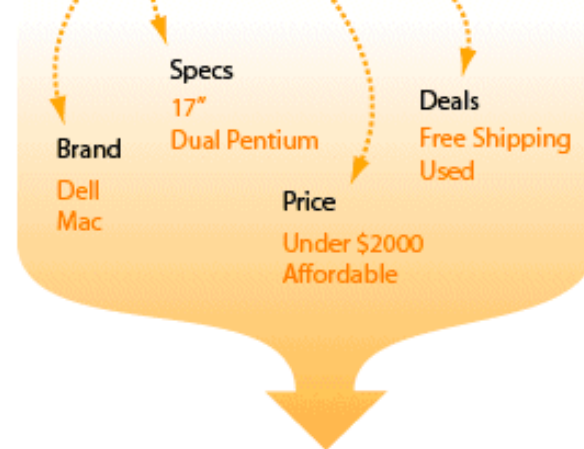 Specs
17"
Dual Pentium
Deals
Free Shipping
Used
Brand
Dell
Mac
Price
Under $2000
Affordable